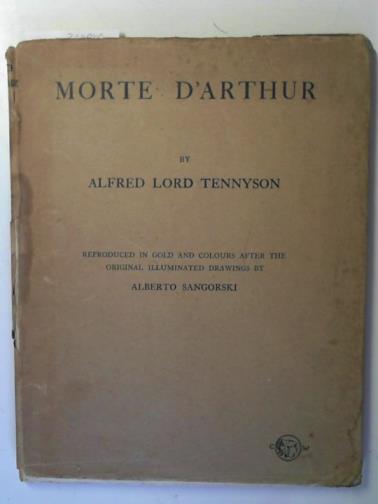 MORTE D'ARTHUR
BY
ALFRED LORD TENNYSON
REPRODUCED IN GOLD AND COLOURS AFTER THE
ORIGINAL ILLUMINATED DRAWINGS BY
ALBERTO SANGORSKI